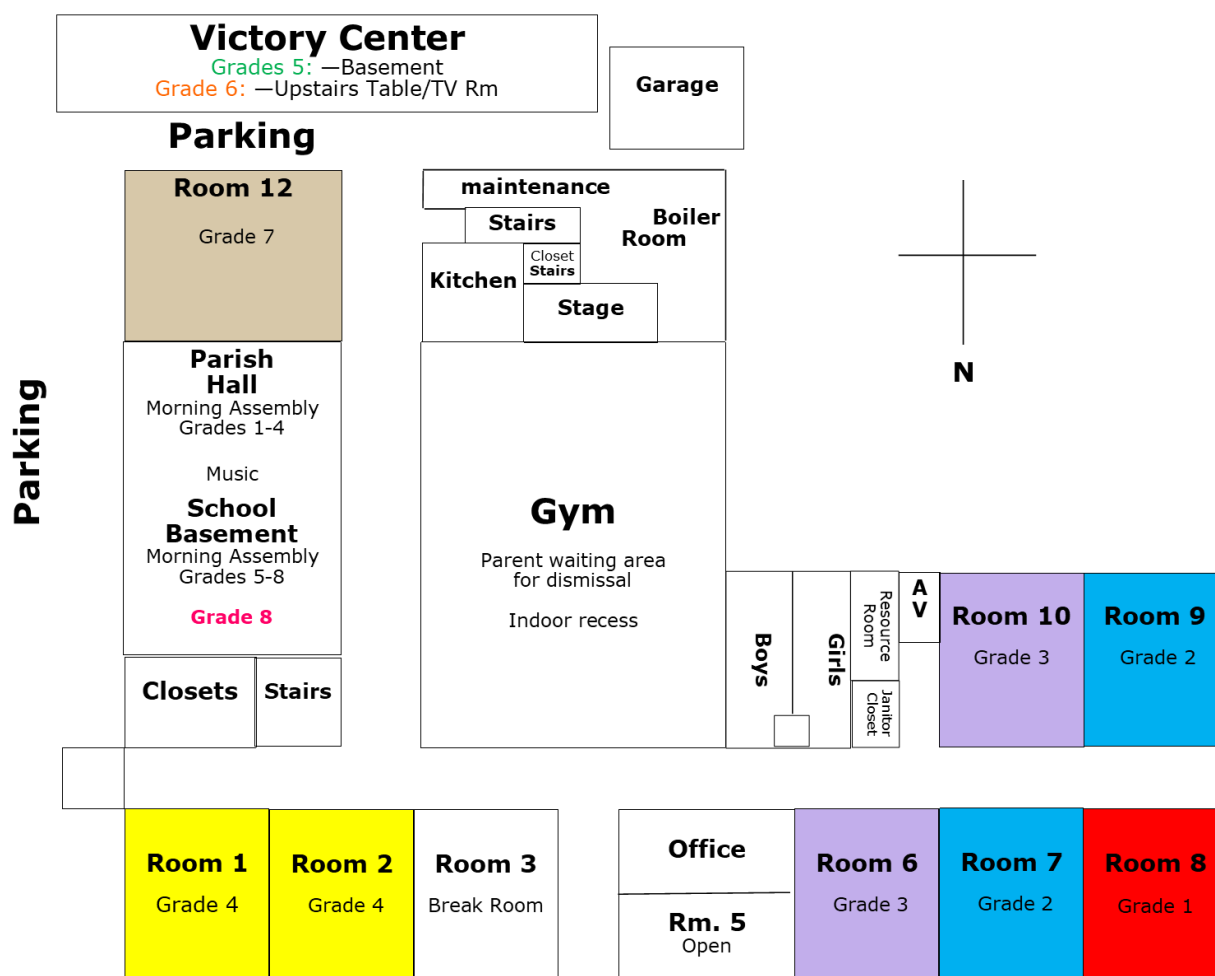 Victory Center
Grades 5: —Basement
Grade 6: —Upstairs Table/TV Rm
Garage
Parking
Room 12
Grade 7
maintenance
Stairs
Boiler
Room
Closet
Stairs
Kitchen
Stage
N
Parking
Parish
Hall
Morning Assembly
Grades 1-4
Music
School
Basement
Morning Assembly
Grades 5-8
Grade 8
Gym
Parent waiting area
for dismissal
Indoor recess
Closets
Stairs
Boys
Girls
Resource
Room
Janitor
Closet
A
V
Room 10
Grade 3
Room 9
Grade 2
Room 1
Grade 4
Room 2
Grade 4
Room 3
Break Room
Office
Rm. 5
Open
Room 6
Grade 3
Room 7
Grade 2
Room 8
Grade 1